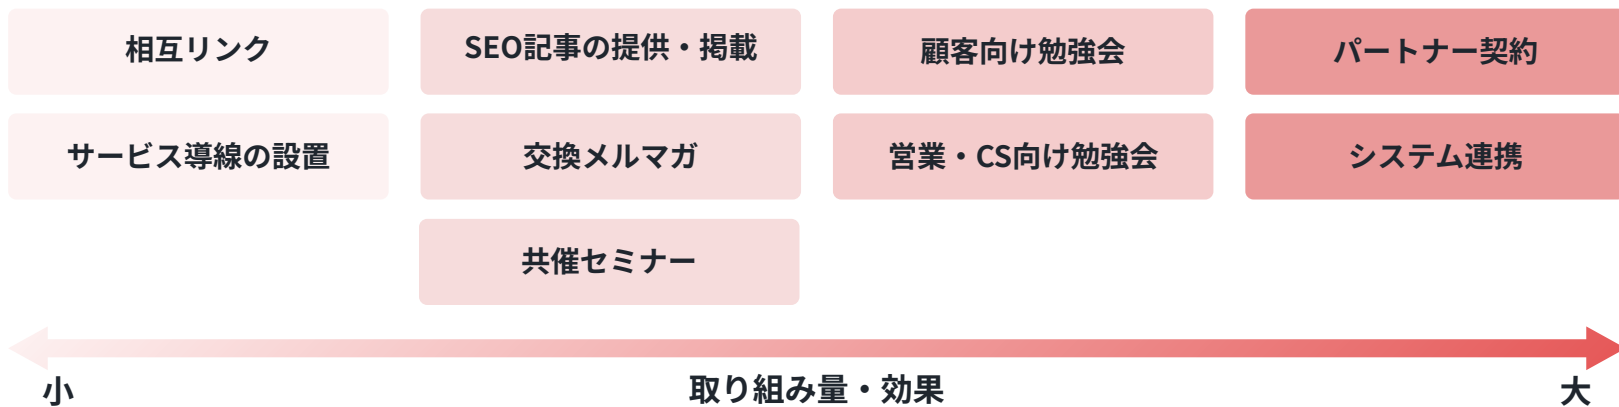 相互リンク
SEO記事の提供・掲載
顧客向け勉強会
パートナー契約
サービス導線の設置
交換メルマガ
営業・CS向け勉強会
システム連携
共催セミナー
小
取り組み量・効果
大